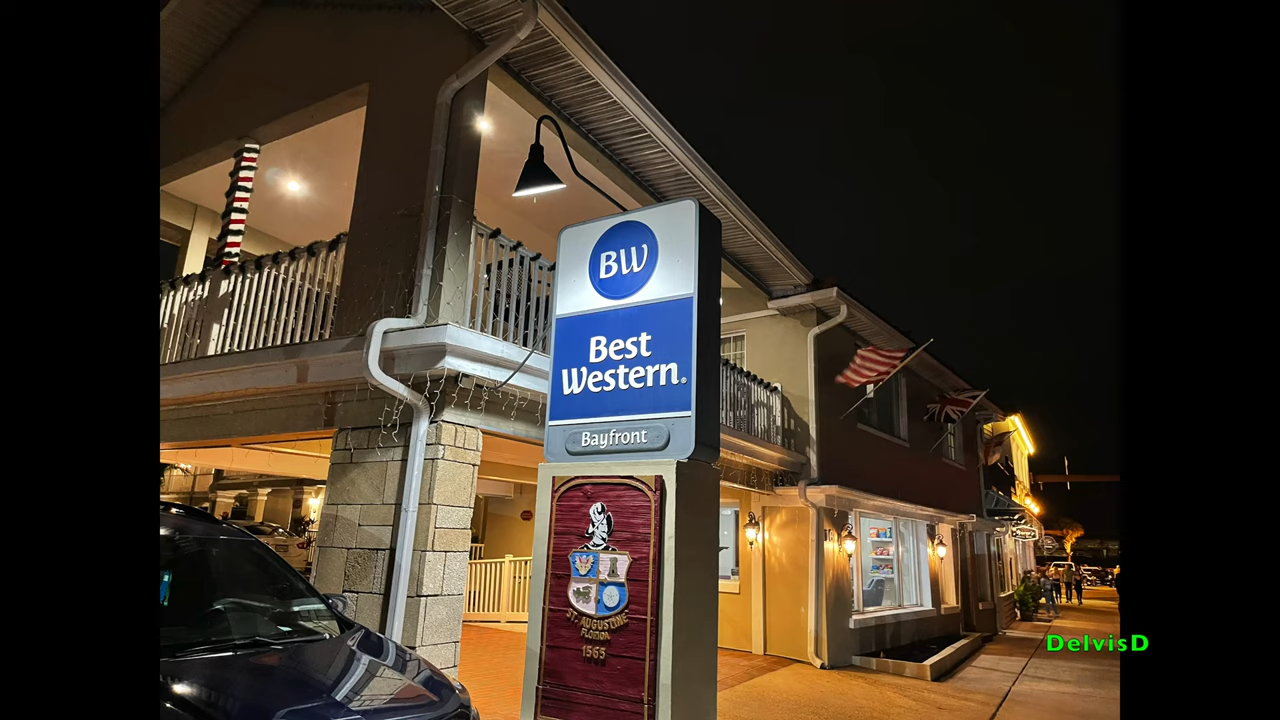 BW
Best
Western.
Bayfront
ST. AUGUSTINE
FLORIDA
1565
DelvisD